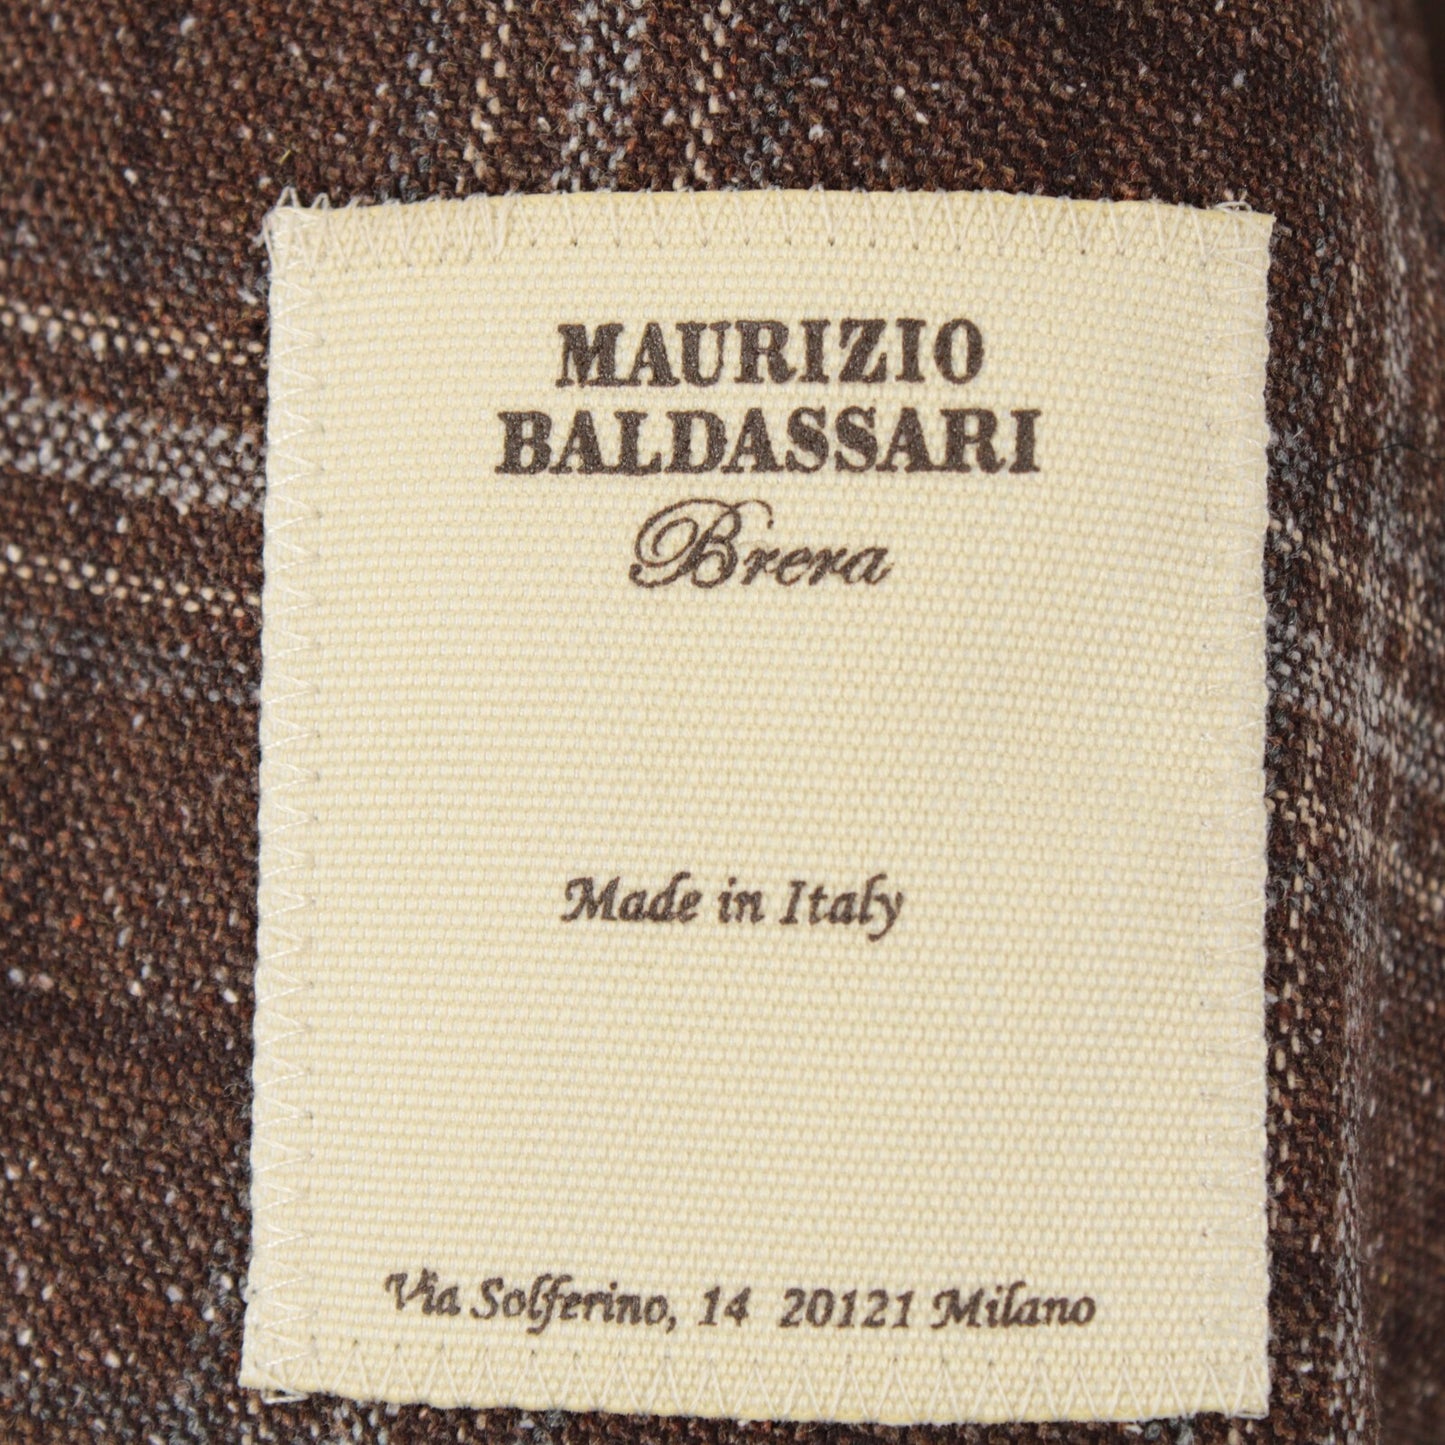 MAURIZIO
BALDASSARI
Brera
Made in Italy
Via Solferino, 14 20121 Milano